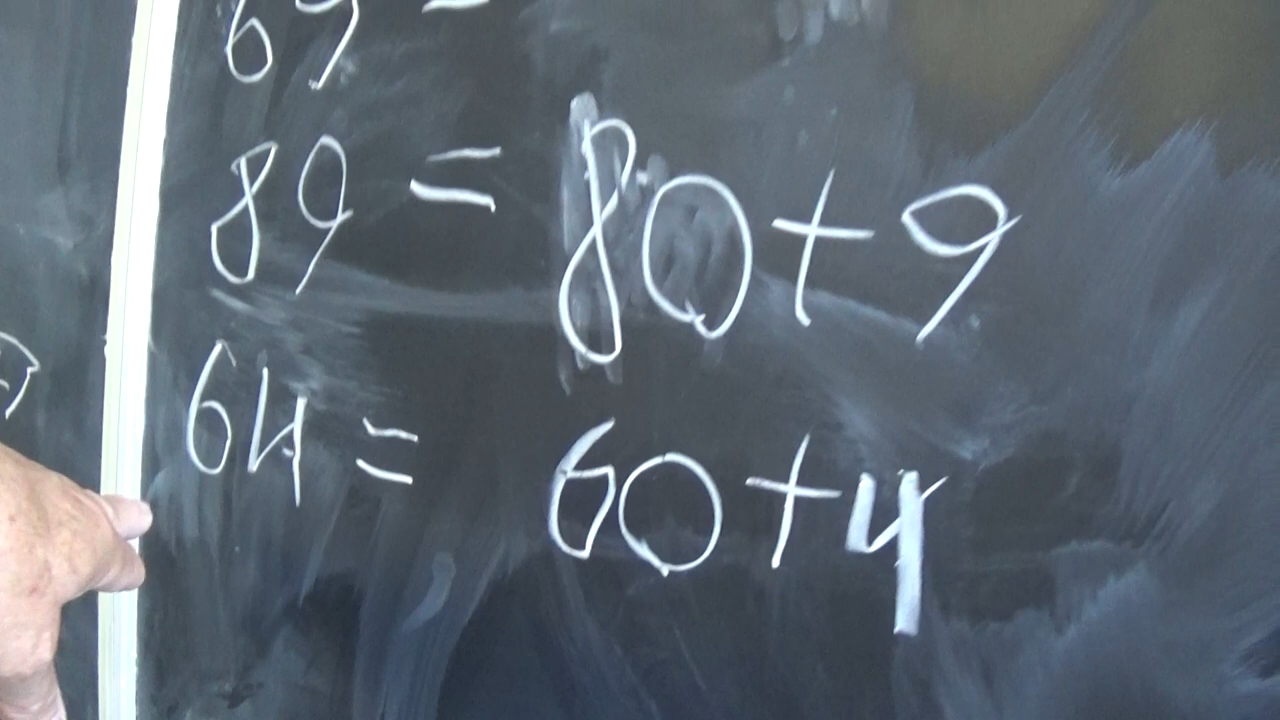 69 =
89 = 80+9
64 = 60+4